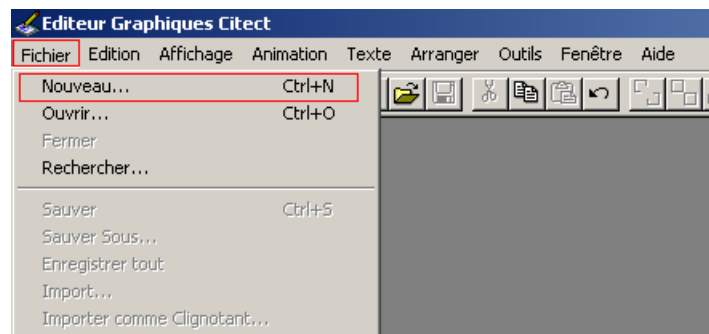 Editeur Graphiques Citect
Fichier Edition Affichage Animation Texte Arranger Outils Fenêtre Aide
Nouveau... Ctrl+N
Ouvrir... Ctrl+O
Fermer
Rechercher...
Sauver Ctrl+S
Sauver Sous...
Enregistrer tout
Import...
Importer comme Clignotant...